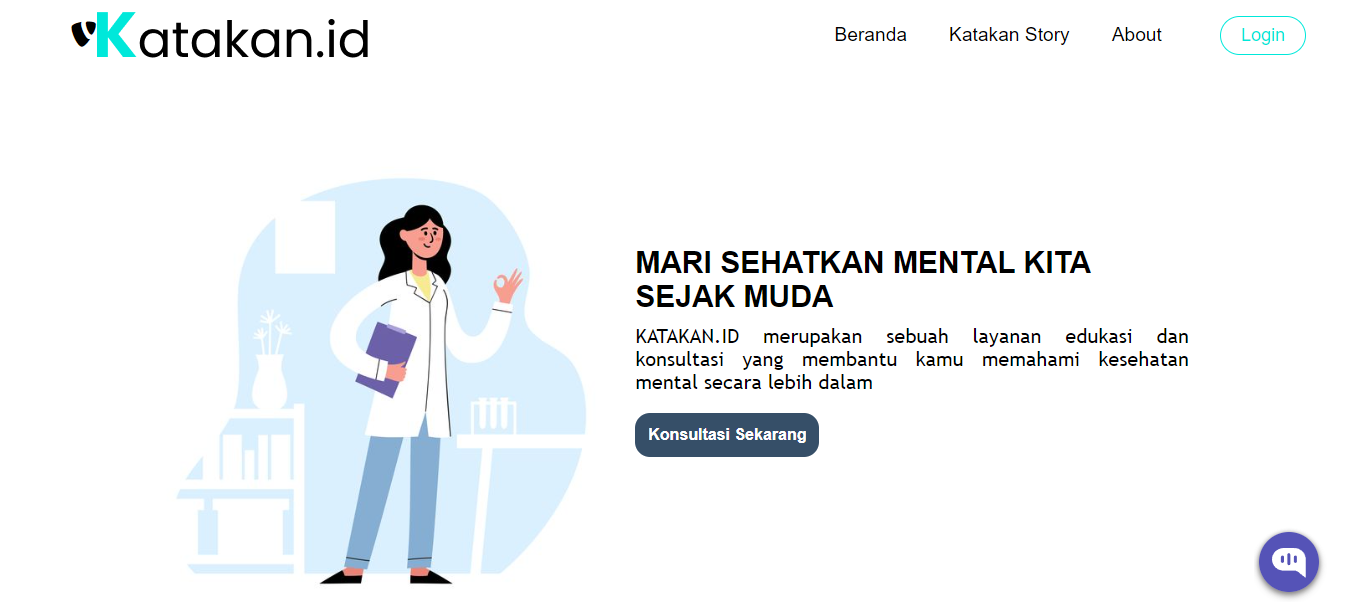 Katakan.id
Beranda
Katakan Story
About
Login
MARI SEHATKAN MENTAL KITA
SEJAK MUDA
KATAKAN.ID merupakan sebuah layanan edukasi dan
konsultasi yang membantu kamu memahami kesehatan
mental secara lebih dalam
Konsultasi Sekarang